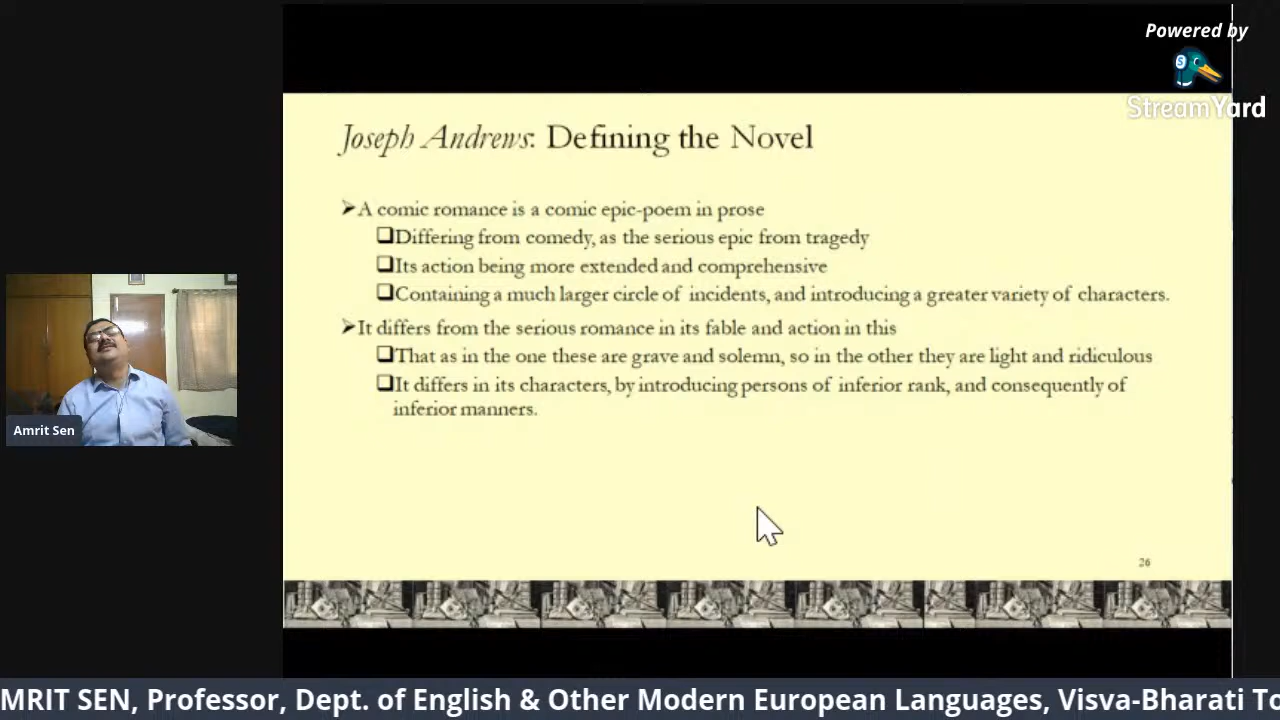 Powered by
S
StreamYard
Joseph Andrews: Defining the Novel
➤A comic romance is a comic epic-poem in prose
❑Differing from comedy, as the serious epic from tragedy
❑Its action being more extended and comprehensive
❑Containing a much larger circle of incidents, and introducing a greater variety of characters.
➤It differs from the serious romance in its fable and action in this
❑That as in the one these are grave and solemn, so in the other they are light and ridiculous
❑It differs in its characters, by introducing persons of inferior rank, and consequently of
inferior manners.
26
Amrit Sen
MRIT SEN, Professor, Dept. of English & Other Modern European Languages, Visva-Bharati To